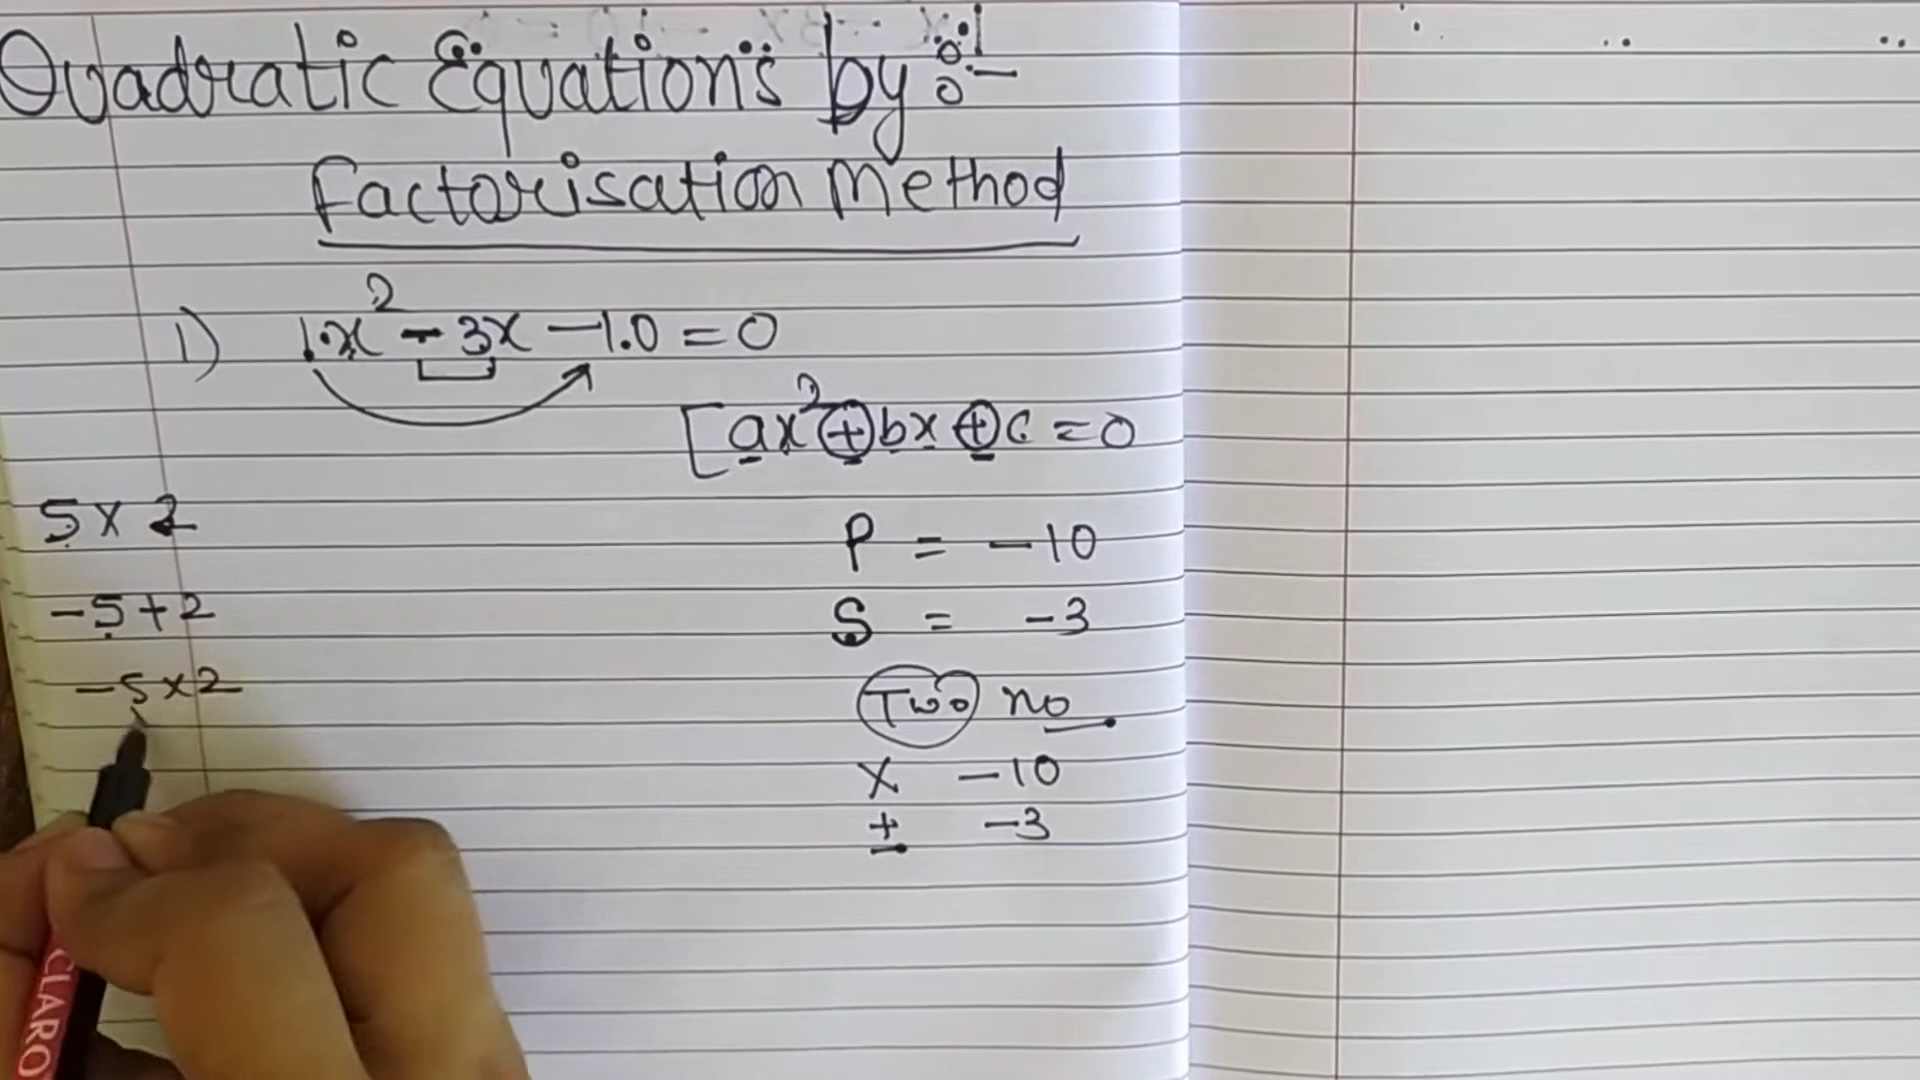 Quadratic Equations by :-
Factorisation Method
1) 1.x² - 3x - 1.0 = 0
[ax² + bx + c = 0
5 x 2
P = -10
-5 + 2
S = -3
-5 x 2
Two no
x -10
+ -3
CLARO